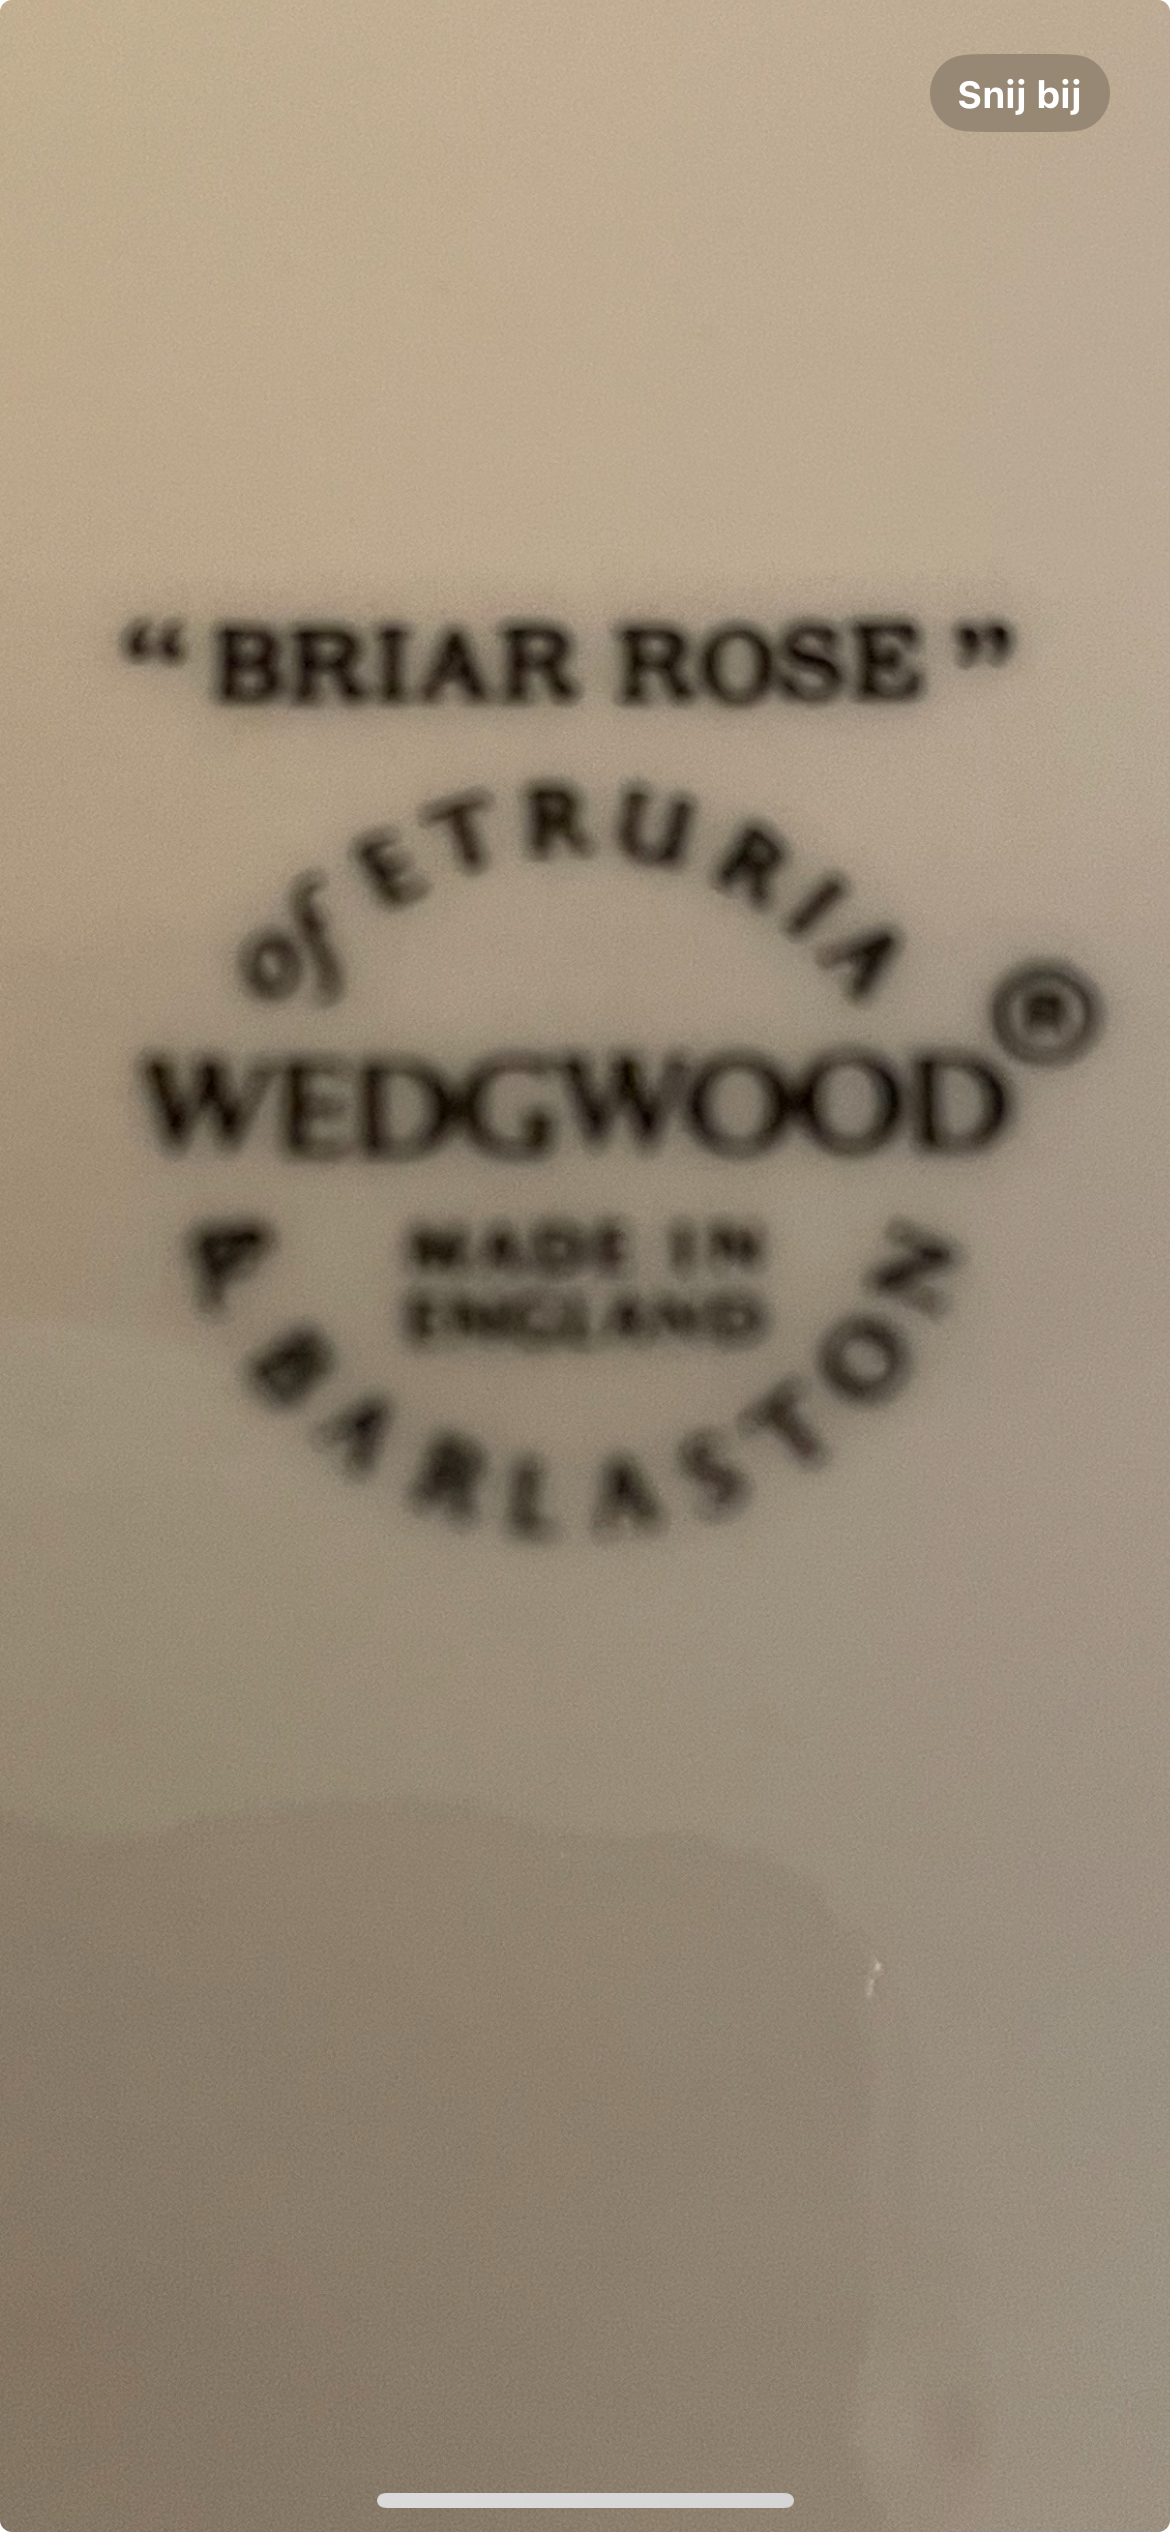 Snij bij
“BRIAR ROSE”
of ETRURIA
WEDGWOOD®
MADE IN
ENGLAND
& BARLASTON